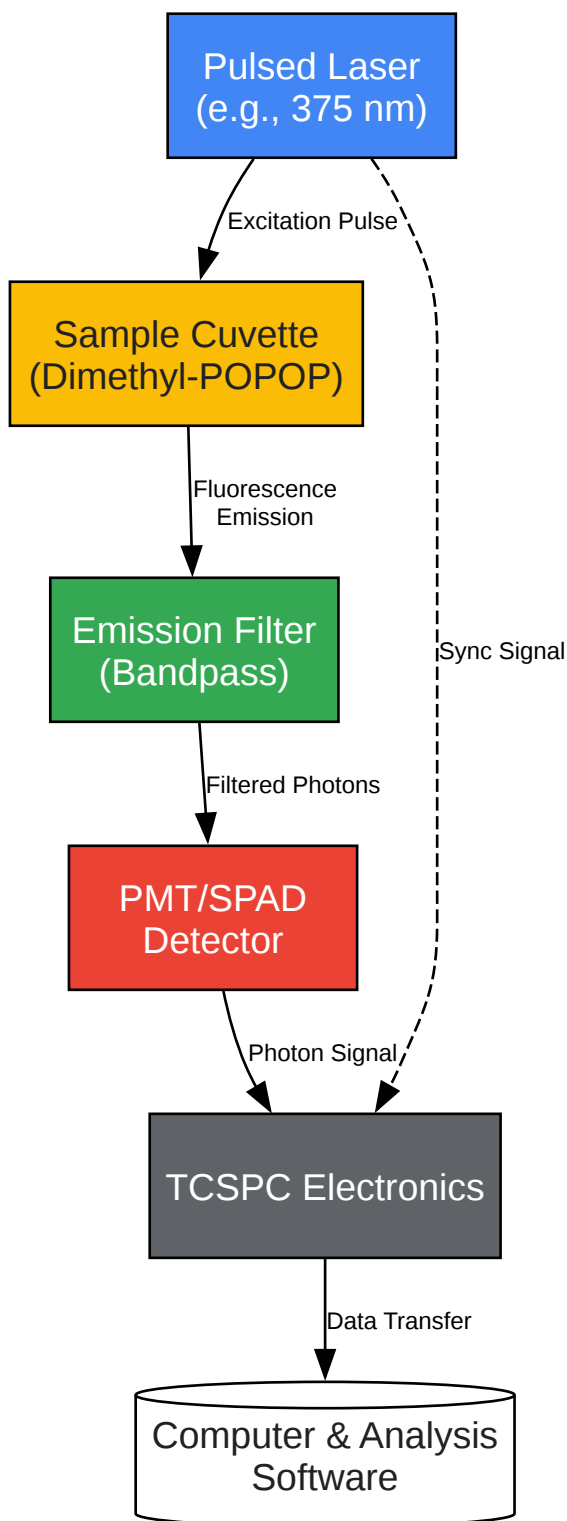 Pulsed Laser
(e.g., 375 nm)
Excitation Pulse
Sample Cuvette
(Dimethyl-POPOP)
Fluorescence
Emission
Emission Filter
(Bandpass)
Sync Signal
Filtered Photons
PMT/SPAD
Detector
Photon Signal
TCSPC Electronics
Data Transfer
Computer & Analysis
Software